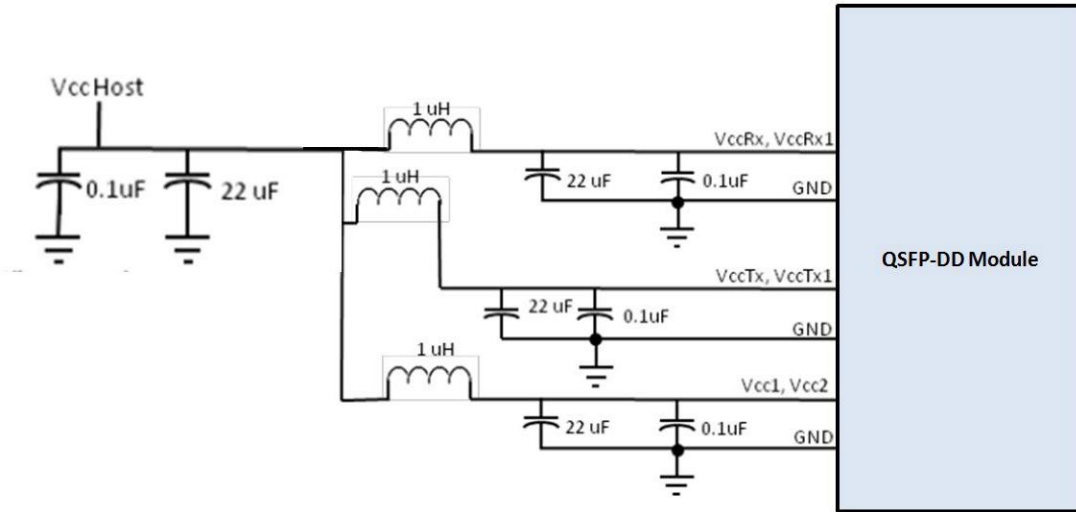 VccHost
0.1uF
22 uF
1 uH
VccRx, VccRx1
22 uF
0.1uF
GND
1 uH
VccTx, VccTx1
22 uF
0.1uF
GND
1 uH
Vcc1, Vcc2
22 uF
0.1uF
GND
QSFP-DD Module